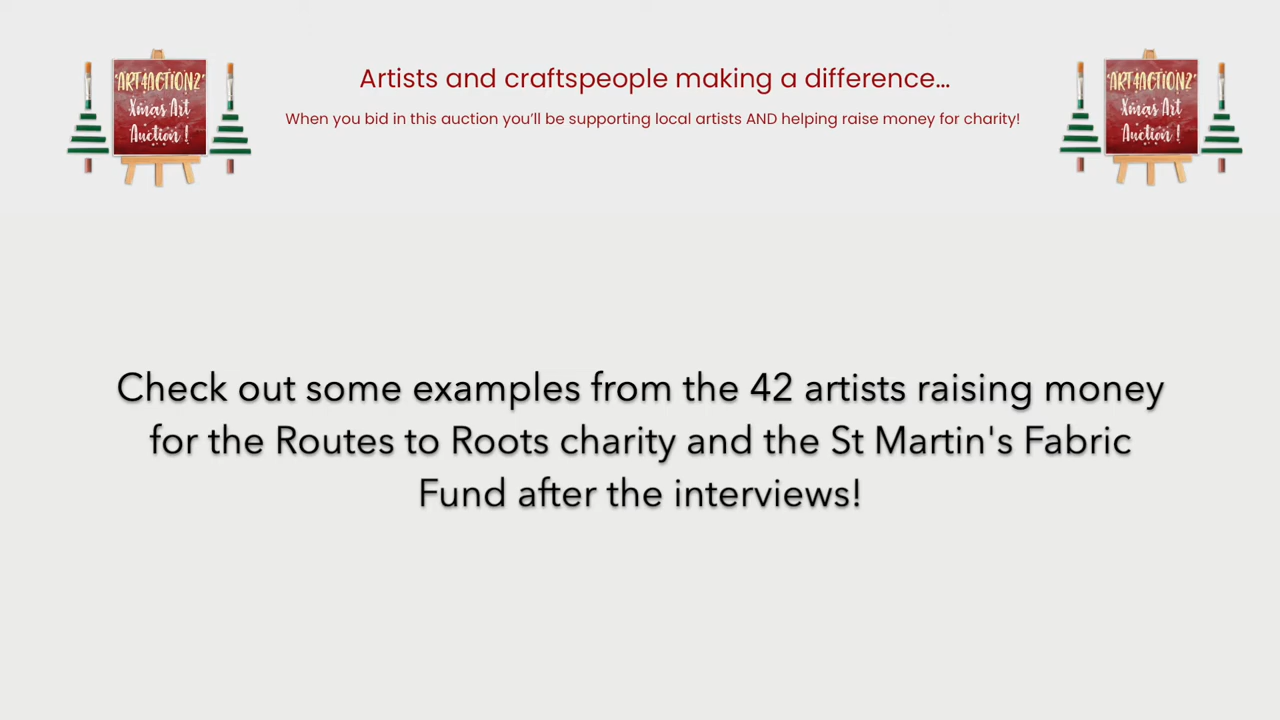 'ART4ACTION2'
Xmas Art
Auction !
Artists and craftspeople making a difference...
When you bid in this auction you'll be supporting local artists AND helping raise money for charity!
'ART4ACTION2'
Xmas Art
Auction !
Check out some examples from the 42 artists raising money
for the Routes to Roots charity and the St Martin's Fabric
Fund after the interviews!